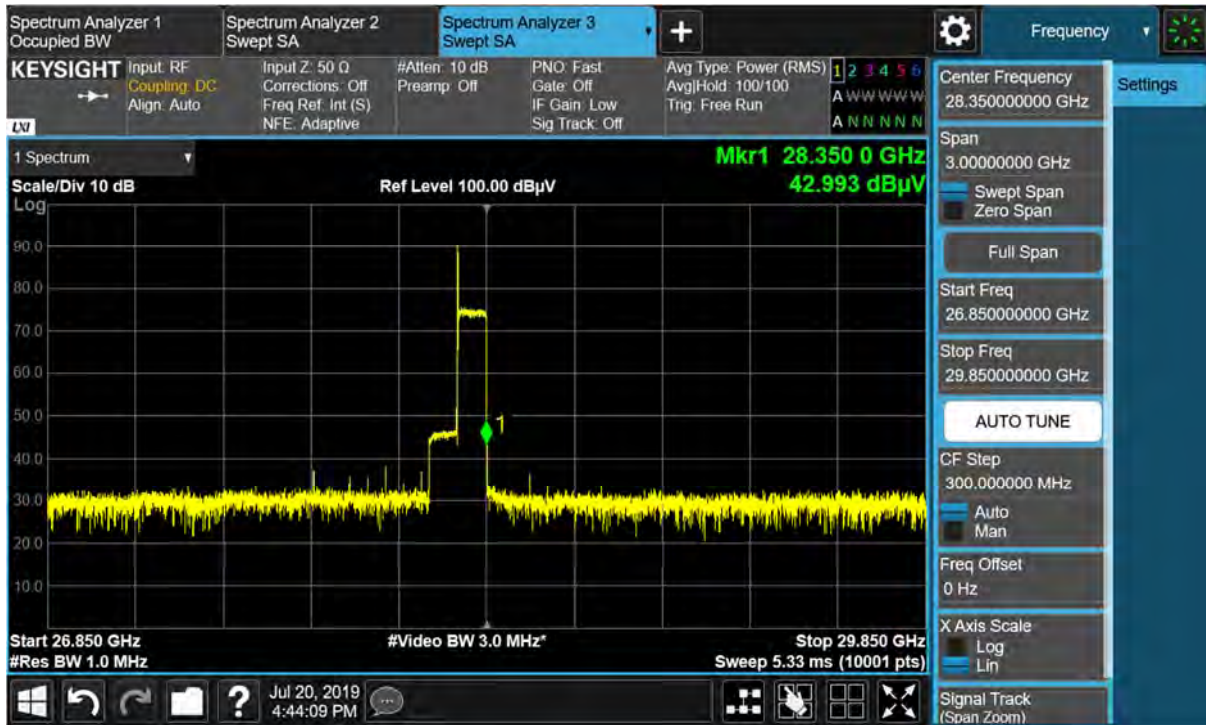 Spectrum Analyzer 1
Occupied BW
Spectrum Analyzer 2
Swept SA
Spectrum Analyzer 3
Swept SA
Frequency
KEYSIGHT
LXI
Input: RF
Coupling: DC
Align: Auto
Input Z: 50 Ω
Corrections: Off
Freq Ref: Int (S)
NFE: Adaptive
#Atten: 10 dB
Preamp: Off
PNO: Fast
Gate: Off
IF Gain: Low
Sig Track: Off
Avg Type: Power (RMS)
Avg|Hold: 100/100
Trig: Free Run
1 2 3 4 5 6
A W W W W W
A N N N N N
1 Spectrum
Scale/Div 10 dB
Ref Level 100.00 dBµV
Mkr1 28.350 0 GHz
42.993 dBµV
Log
90.0
80.0
70.0
60.0
50.0
40.0
30.0
20.0
10.0
1
Start 26.850 GHz
#Video BW 3.0 MHz*
Stop 29.850 GHz
#Res BW 1.0 MHz
Sweep 5.33 ms (10001 pts)
?
Jul 20, 2019
4:44:09 PM
Center Frequency
28.350000000 GHz
Settings
Span
3.00000000 GHz
Swept Span
Zero Span
Full Span
Start Freq
26.850000000 GHz
Stop Freq
29.850000000 GHz
AUTO TUNE
CF Step
300.000000 MHz
Auto
Man
Freq Offset
0 Hz
X Axis Scale
Log
Lin
Signal Track
(Span Zoom)